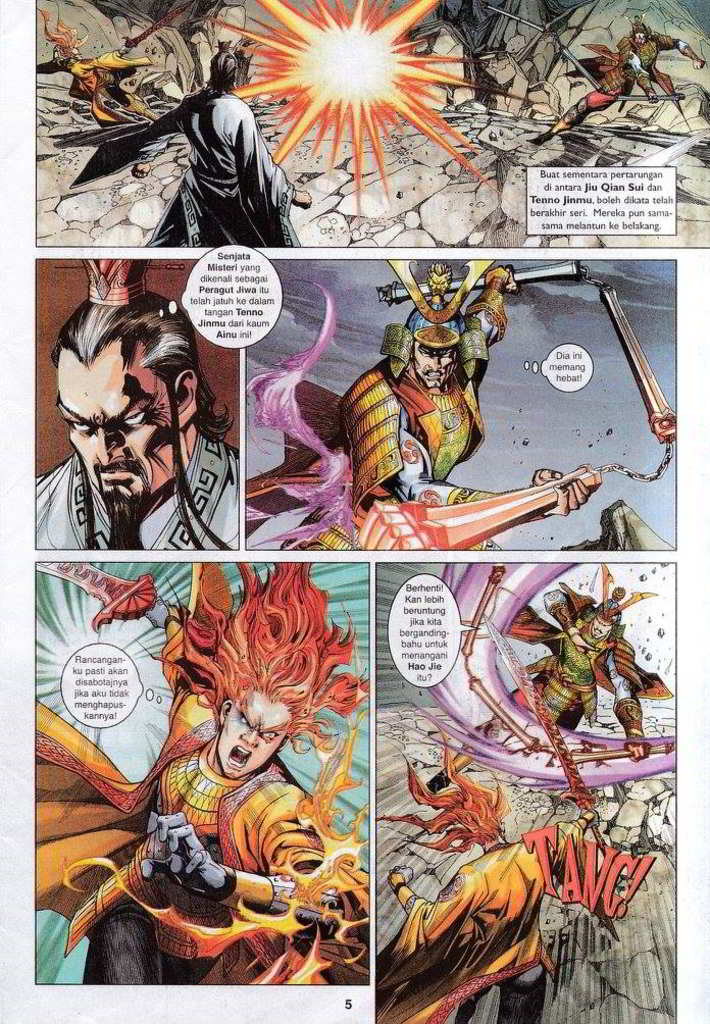 Buat sementara pertarungan
di antara Jiu Qian Sui dan
Tenno Jinmu, boleh dikata telah
berakhir seri. Mereka pun sama-
sama melantun ke belakang.
Senjata
Misteri yang
dikenali sebagai
Peragut Jiwa itu
telah jatuh ke dalam
tangan Tenno
Jinmu dari kaum
Ainu ini!
Dia ini
memang
hebat!
Rancangan-
ku pasti akan
disabotajnya
jika aku tidak
menghapus-
kannya!
Berhenti!
Kan lebih
beruntung
jika kita
berganding-
bahu untuk
menangani
Hao Jie
itu?
TANG!
5